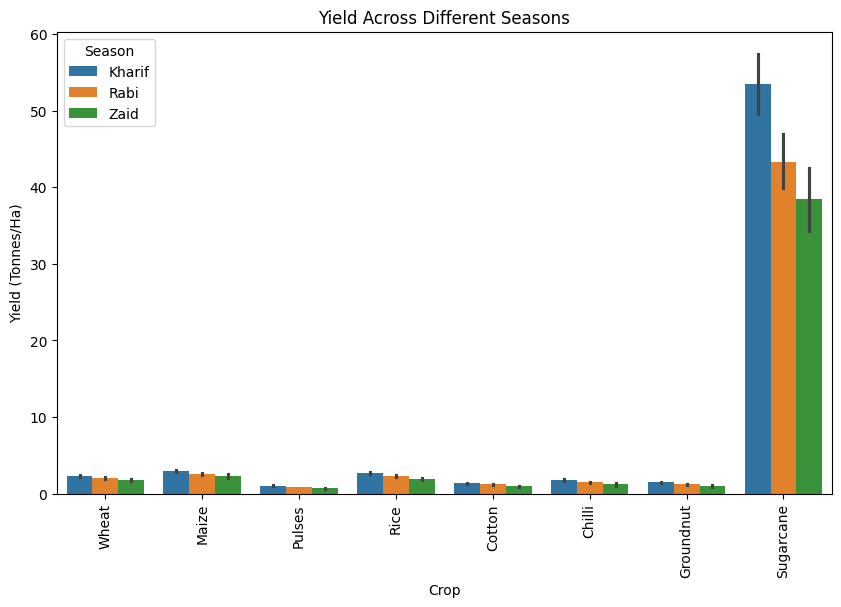 Yield Across Different Seasons
Season
Kharif
Rabi
Zaid
Yield (Tonnes/Ha)
60
50
40
30
20
10
0
Wheat
Maize
Pulses
Rice
Cotton
Chilli
Groundnut
Sugarcane
Crop